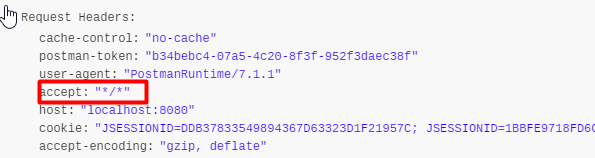 Request Headers:
cache-control: "no-cache"
postman-token: "b34bebc4-07a5-4c20-8f3f-952f3daec38f"
user-agent: "PostmanRuntime/7.1.1"
accept: "*/*"
host: "localhost:8080"
cookie: "JSESSIONID=DDB37833549894367D63323D1F21957C; JSESSIONID=1BBFE9718FD6
accept-encoding: "gzip, deflate"